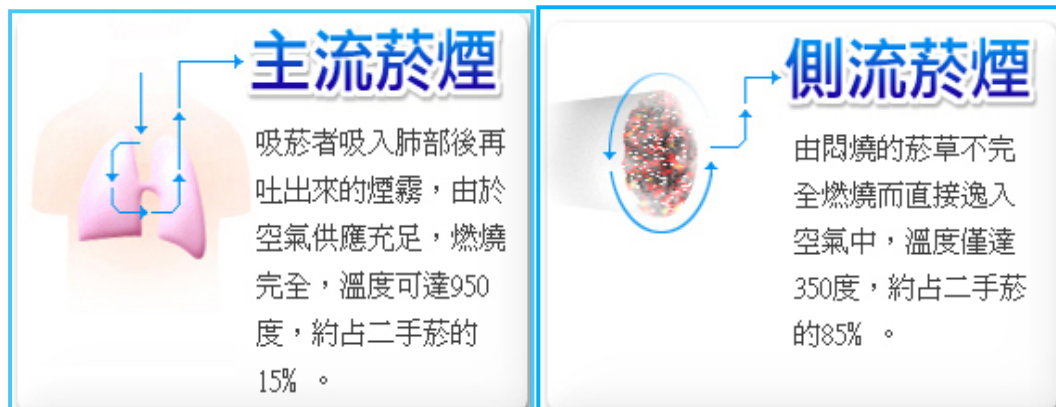 主流菸煙
吸菸者吸入肺部後再
吐出來的煙霧，由於
空氣供應充足，燃燒
完全，溫度可達950
度，約占二手菸的
15% 。
側流菸煙
由悶燒的菸草不完
全燃燒而直接逸入
空氣中，溫度僅達
350度，約占二手菸
的85% 。